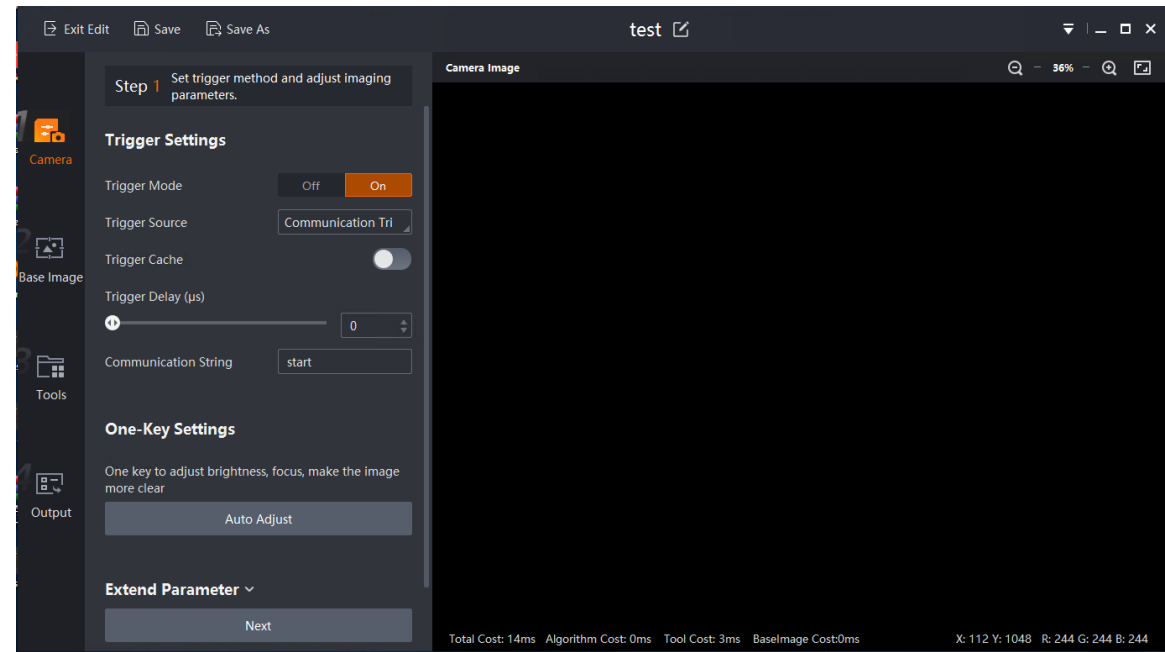 Exit Edit Save Save As test
Step 1 Set trigger method and adjust imaging
parameters.
Camera Image 36%
Trigger Settings
Camera
Trigger Mode Off On
Trigger Source Communication Tri
Trigger Cache
Base Image
Trigger Delay (μs)
0
Communication String start
Tools
One-Key Settings
One key to adjust brightness, focus, make the image
more clear
Auto Adjust
Output
Extend Parameter
Next
Total Cost: 14ms Algorithm Cost: 0ms Tool Cost: 3ms BaseImage Cost:0ms X: 112 Y: 1048 R: 244 G: 244 B: 244